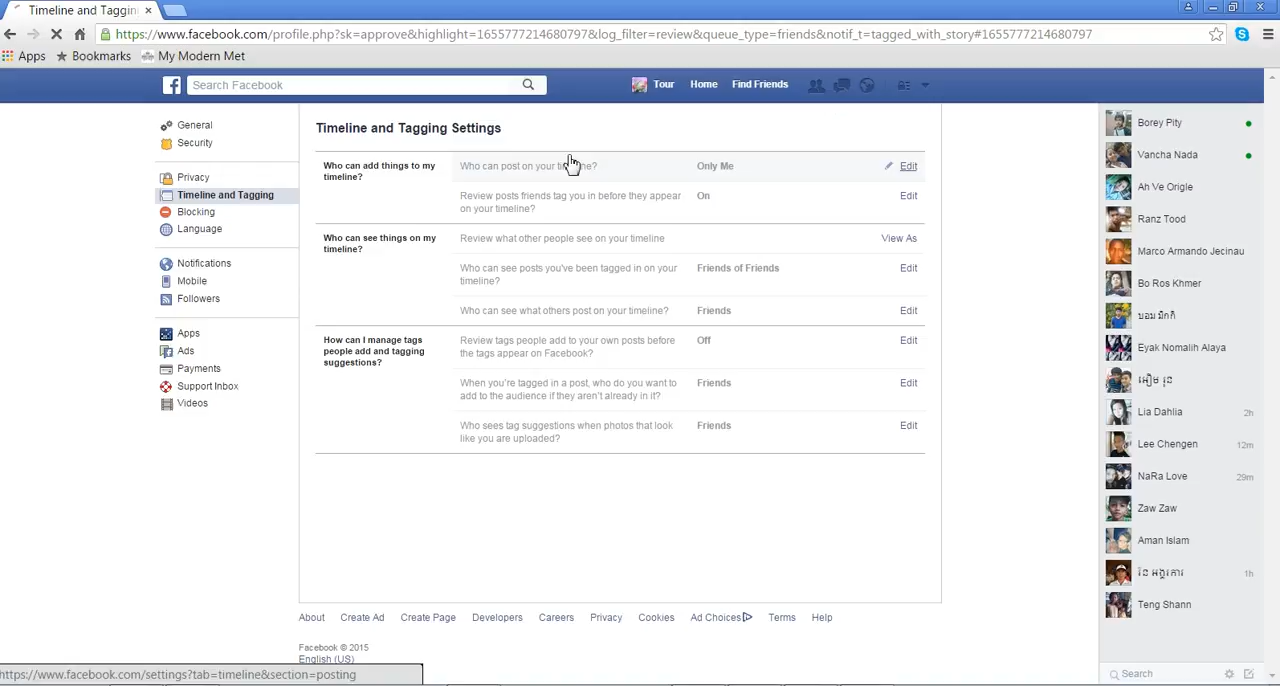 Timeline and Tagging
https://www.facebook.com/profile.php?sk=approve&highlight=1655777214680797&log_filter=review&queue_type=friends&notif_t=tagged_with_story#1655777214680797
Apps Bookmarks My Modern Met
Search Facebook
Tour Home Find Friends
General
Security
Privacy
Timeline and Tagging
Blocking
Language
Notifications
Mobile
Followers
Apps
Ads
Payments
Support Inbox
Videos
Timeline and Tagging Settings
Who can add things to my
timeline?
Who can post on your timeline? Only Me Edit
Review posts friends tag you in before they appear
on your timeline? On Edit
Who can see things on my
timeline?
Review what other people see on your timeline View As
Who can see posts you've been tagged in on your
timeline? Friends of Friends Edit
Who can see what others post on your timeline? Friends Edit
How can I manage tags
people add and tagging
suggestions?
Review tags people add to your own posts before
the tags appear on Facebook? Off Edit
When you're tagged in a post, who do you want to
add to the audience if they aren't already in it? Friends Edit
Who sees tag suggestions when photos that look
like you are uploaded? Friends Edit
About Create Ad Create Page Developers Careers Privacy Cookies Ad Choices Terms Help
Facebook © 2015
English (US)
https://www.facebook.com/settings?tab=timeline&section=posting
Borey Pity
Vancha Nada
Ah Ve Origle
Ranz Tood
Marco Armando Jecinau
Bo Ros Khmer
Eyak Nomalih Alaya
Lia Dahlia 2h
Lee Chengen 12m
NaRa Love 29m
Zaw Zaw
Aman Islam
1h
Teng Shann
Search